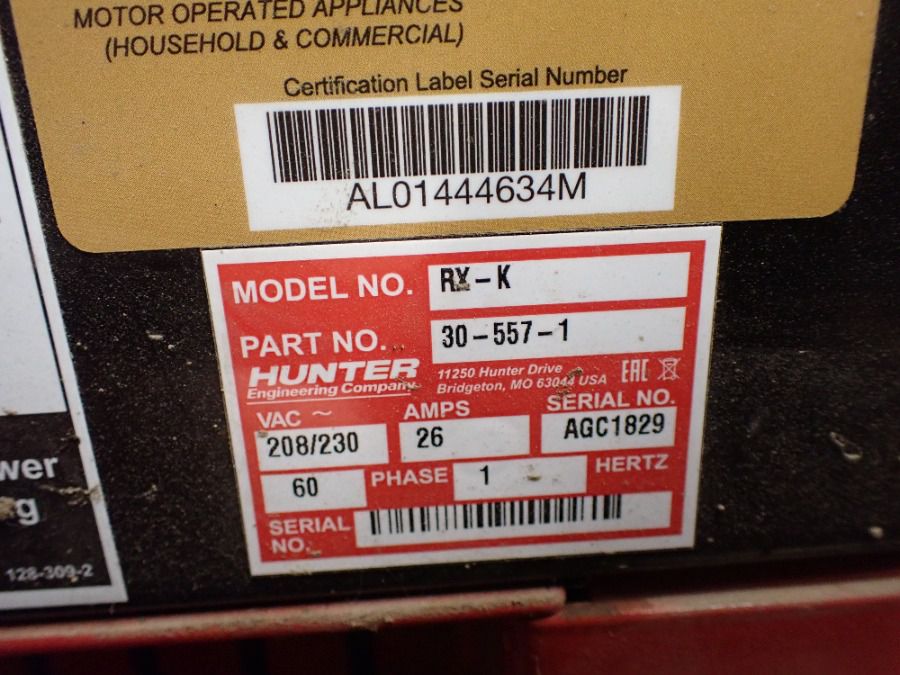 MOTOR OPERATED APPLIANCES
(HOUSEHOLD & COMMERCIAL)
Certification Label Serial Number
AL01444634M
MODEL NO. RX-K
PART NO. 30-557-1
HUNTER
Engineering Company
11250 Hunter Drive
Bridgeton, MO 63044 USA
EAC
VAC ~ AMPS SERIAL NO.
208/230 26 AGC1829
60 PHASE 1 HERTZ
SERIAL
NO.
wer
g
128-309-2